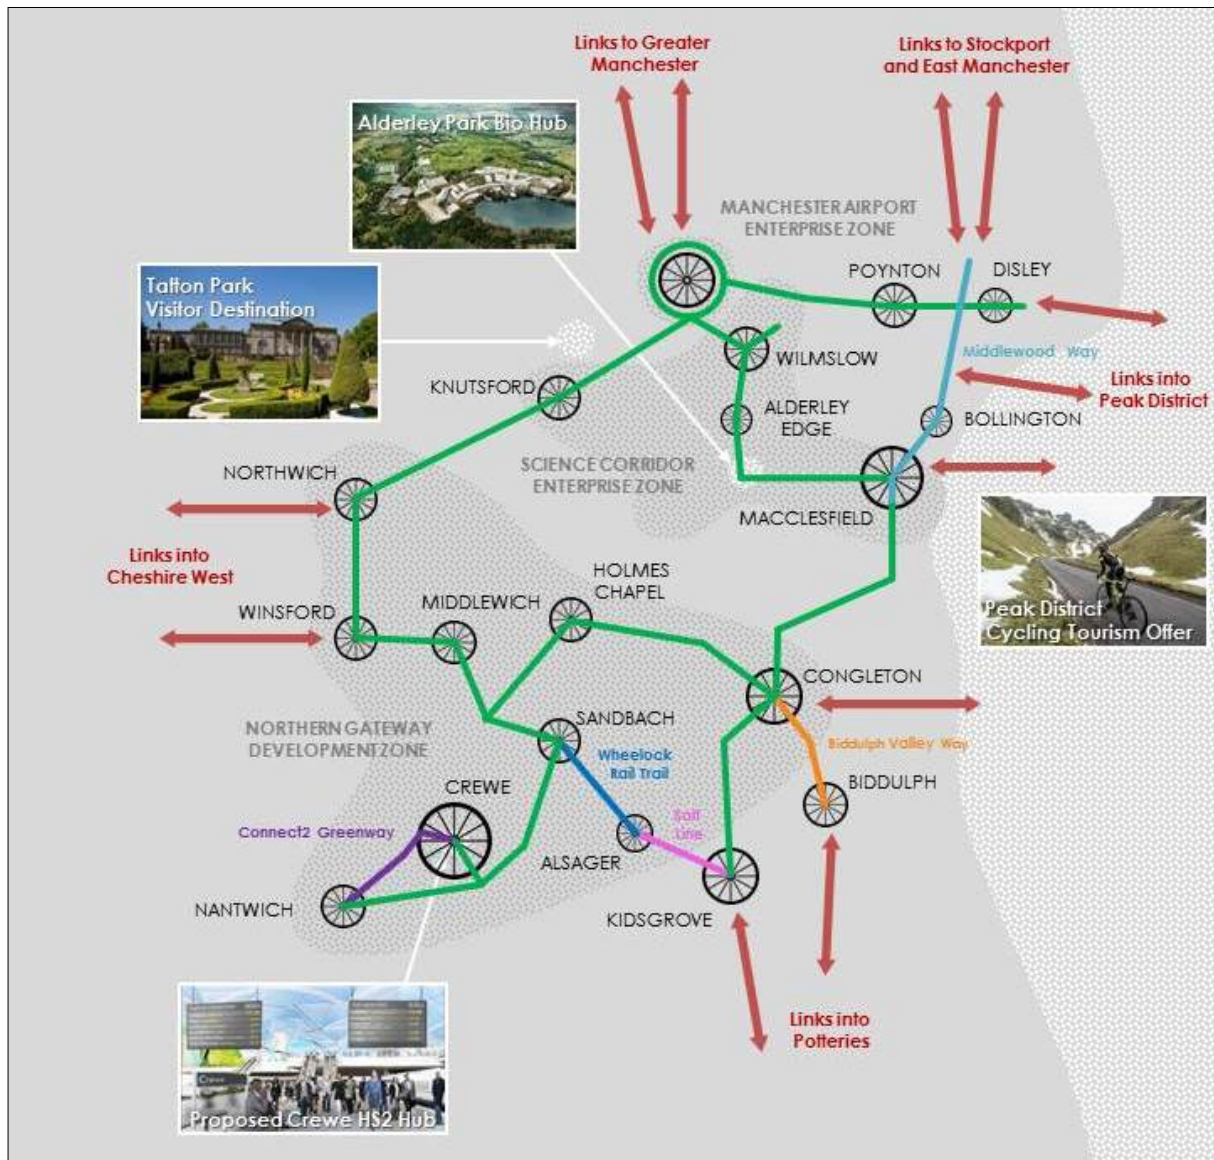 Links to Greater
Manchester
Links to Stockport
and East Manchester
Alderley Park Bio Hub
MANCHESTER AIRPORT
ENTERPRISE ZONE
Tatton Park
Visitor Destination
POYNTON
DISLEY
WILMSLOW
Middlewood Way
KNUTSFORD
ALDERLEY
EDGE
Links into
Peak District
BOLLINGTON
NORTHWICH
SCIENCE CORRIDOR
ENTERPRISE ZONE
MACCLESFIELD
Links into
Cheshire West
HOLMES
CHAPEL
MIDDLEWICH
WINSFORD
Peak District
Cycling Tourism Offer
CONGLETON
SANDBACH
NORTHERN GATEWAY
DEVELOPMENT ZONE
Wheelock
Rail Trail
Biddulph Valley Way
CREWE
BIDDULPH
Connect2 Greenway
Salt
Line
ALSAGER
NANTWICH
KIDSGROVE
Links into
Potteries
Crewe
Proposed Crewe HS2 Hub